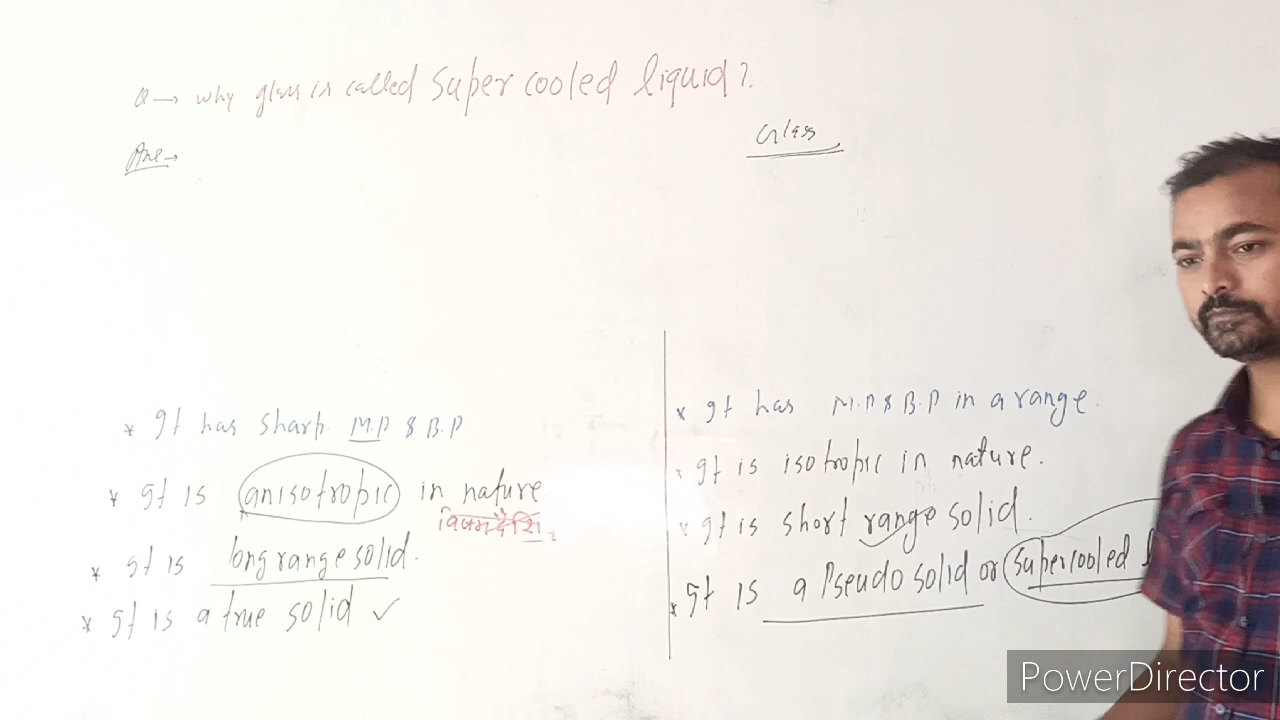 Q → why glass is called Super cooled liquid?
Ans →
Glass
* It has sharp M.P & B.P
* It is anisotropic in nature
* It is long range solid.
* It is a true solid ✓
* It has M.P & B.P in a range.
* It is isotropic in nature.
* It is short range solid.
* It is a Pseudo solid or supercooled l
PowerDirector